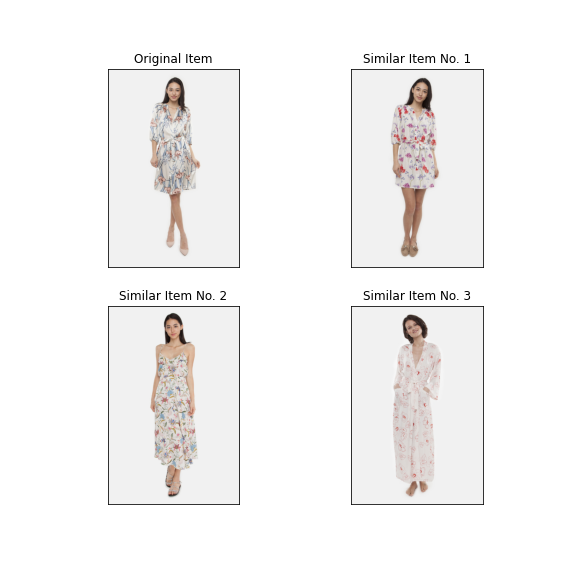 Original Item
Similar Item No. 1
Similar Item No. 2
Similar Item No. 3